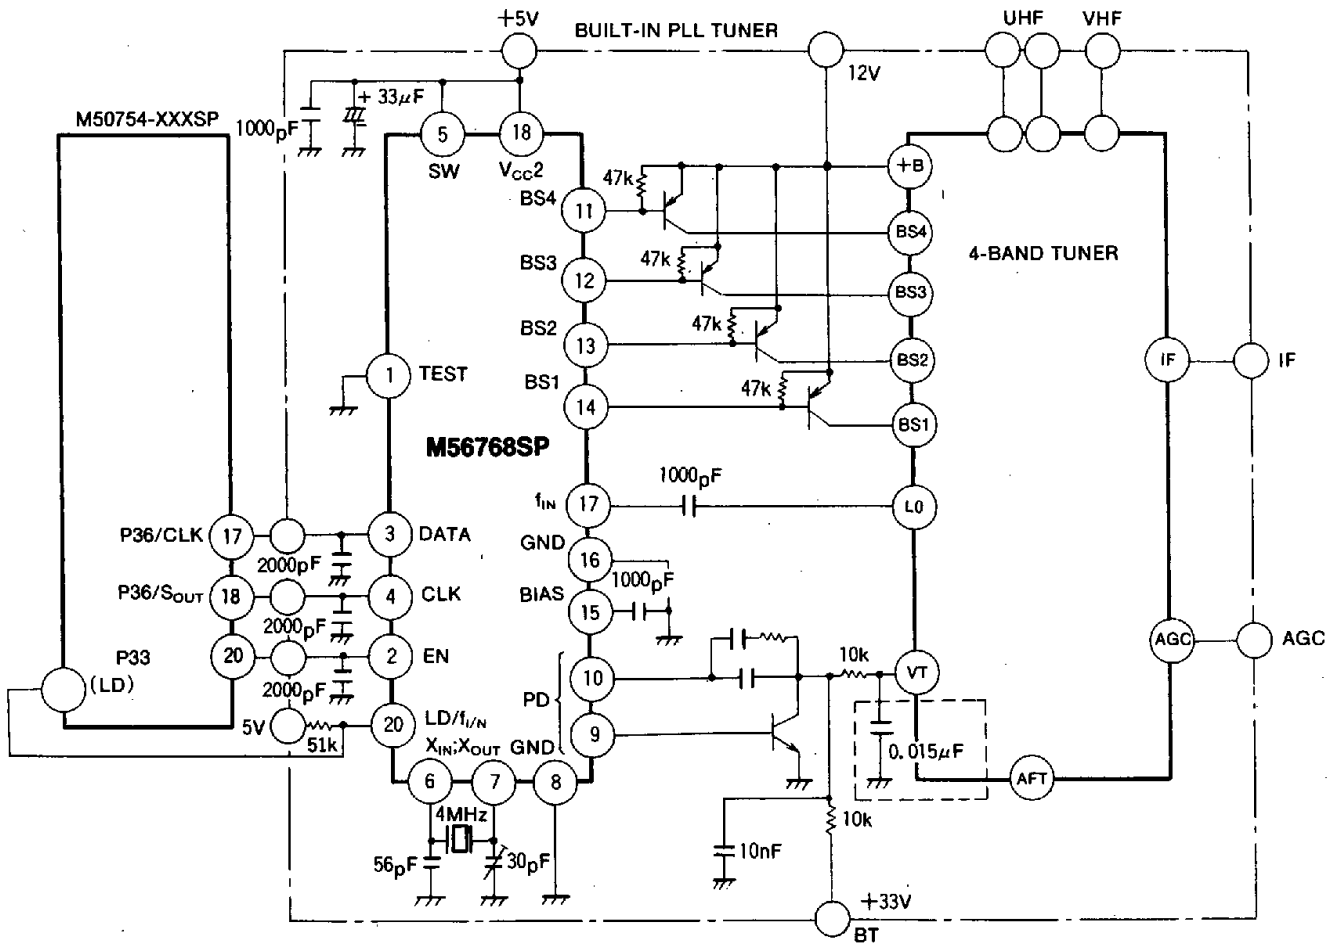 +5V
BUILT-IN PLL TUNER
12V
UHF
VHF
M50754-XXXSP
1000pF
+ 33μF
5
18
SW
VCC2
+B
47k
BS4
11
BS4
4-BAND TUNER
47k
BS3
12
BS3
47k
BS2
13
BS2
IF
IF
1
TEST
47k
BS1
14
BS1
M56768SP
1000pF
fIN
17
LO
P36/CLK
17
3
DATA
GND
16
2000pF
1000pF
P36/SOUT
18
4
CLK
BIAS
15
2000pF
AGC
AGC
P33
20
2
EN
(LD)
10
10k
VT
2000pF
PD
5V
51k
20
LD/fI/N
9
0.015μF
XIN;XOUT
GND
6
7
8
AFT
4MHz
10k
56pF
30pF
10nF
+33V
BT